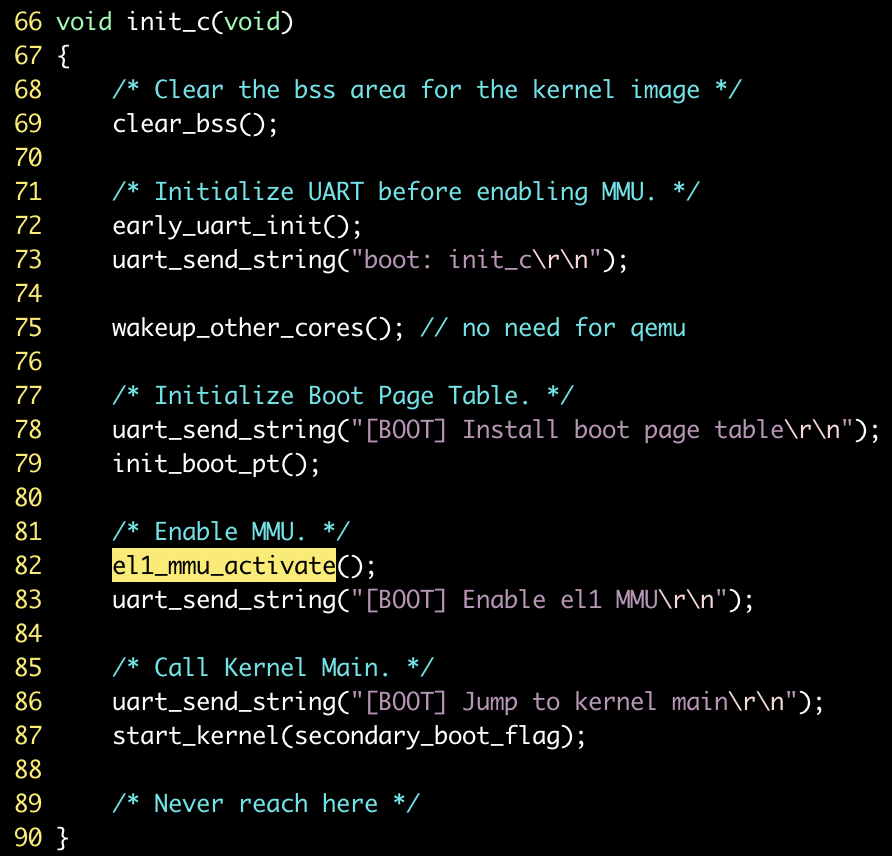 66 void init_c(void)
67 {
68     /* Clear the bss area for the kernel image */
69     clear_bss();
70
71     /* Initialize UART before enabling MMU. */
72     early_uart_init();
73     uart_send_string("boot: init_c\r\n");
74
75     wakeup_other_cores(); // no need for qemu
76
77     /* Initialize Boot Page Table. */
78     uart_send_string("[BOOT] Install boot page table\r\n");
79     init_boot_pt();
80
81     /* Enable MMU. */
82     el1_mmu_activate();
83     uart_send_string("[BOOT] Enable el1 MMU\r\n");
84
85     /* Call Kernel Main. */
86     uart_send_string("[BOOT] Jump to kernel main\r\n");
87     start_kernel(secondary_boot_flag);
88
89     /* Never reach here */
90 }